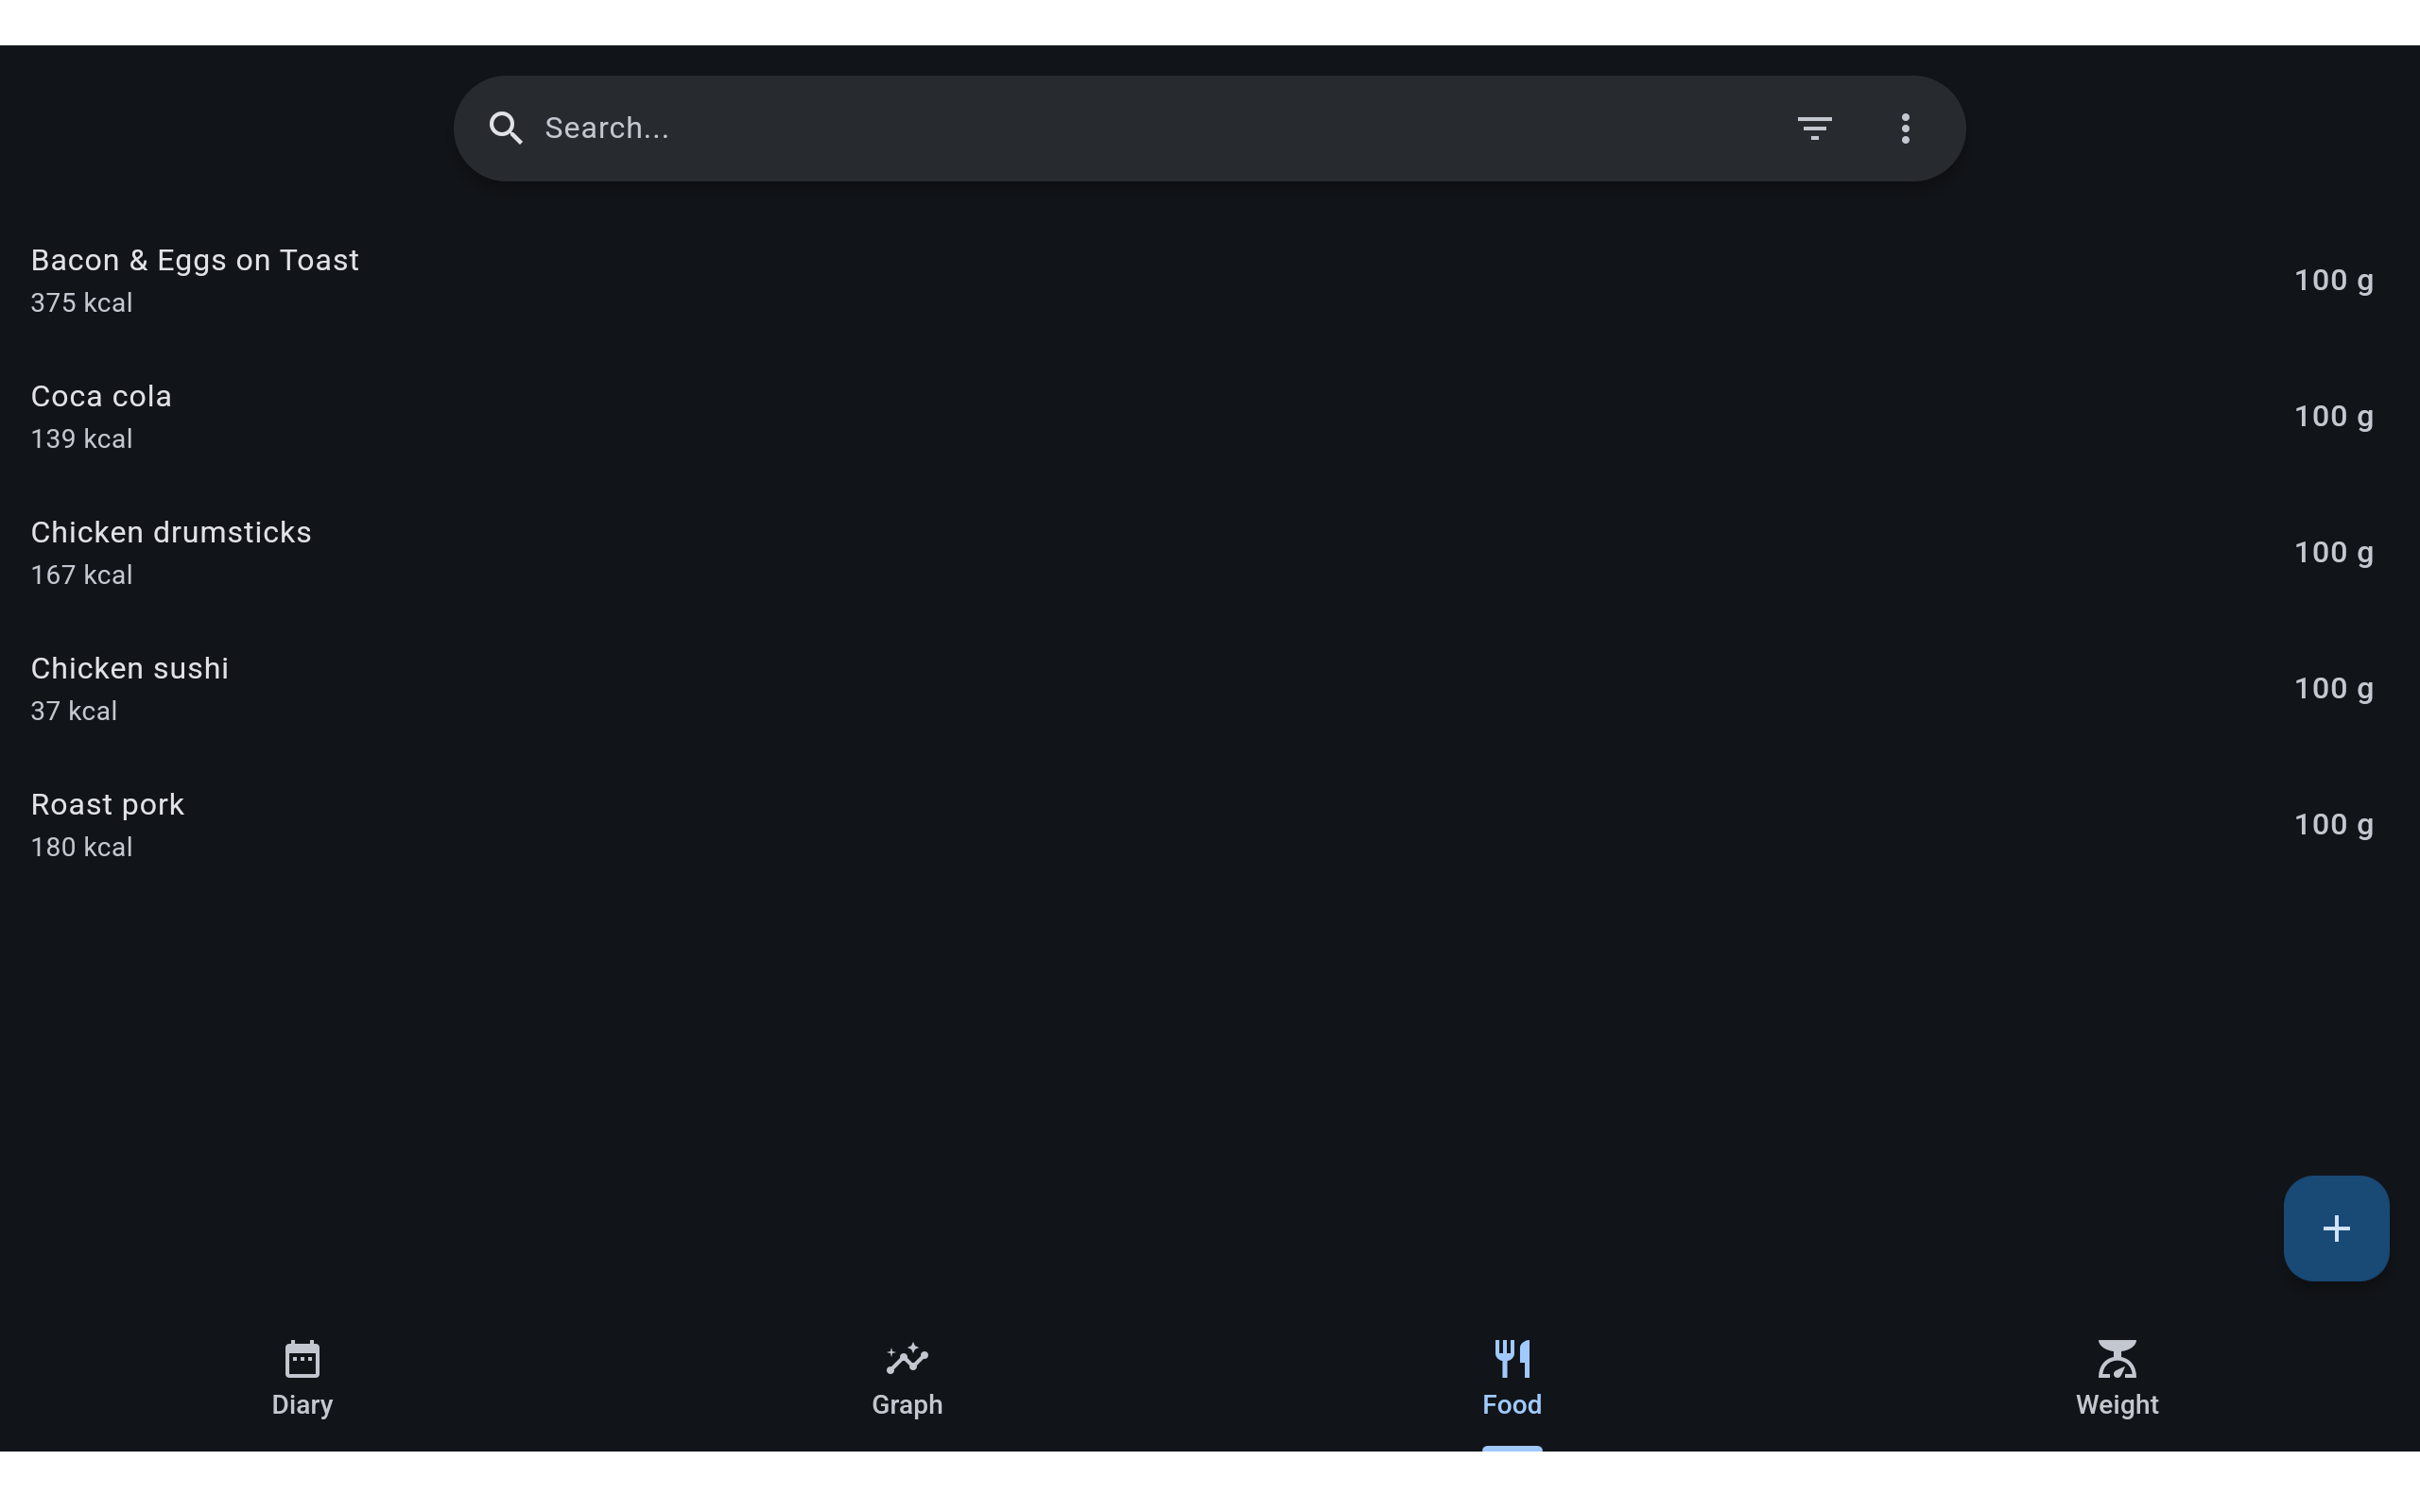 Search...
Bacon & Eggs on Toast
375 kcal
100 g
Coca cola
139 kcal
100 g
Chicken drumsticks
167 kcal
100 g
Chicken sushi
37 kcal
100 g
Roast pork
180 kcal
100 g
Diary
Graph
Food
Weight